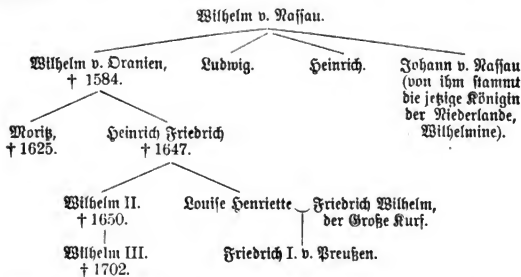 Wilhelm v. Nassau.
Wilhelm v. Oranien, Ludwig. Heinrich. Johann v. Nassau
† 1584. (von ihm stammt
die jetzige Königin
der Niederlande,
Wilhelmine).
Moritz, Heinrich Friedrich
† 1625. † 1647.
Wilhelm II. Louise Henriette Friedrich Wilhelm,
† 1650. der Große Kurf.
Wilhelm III. Friedrich I. v. Preußen.
† 1702.